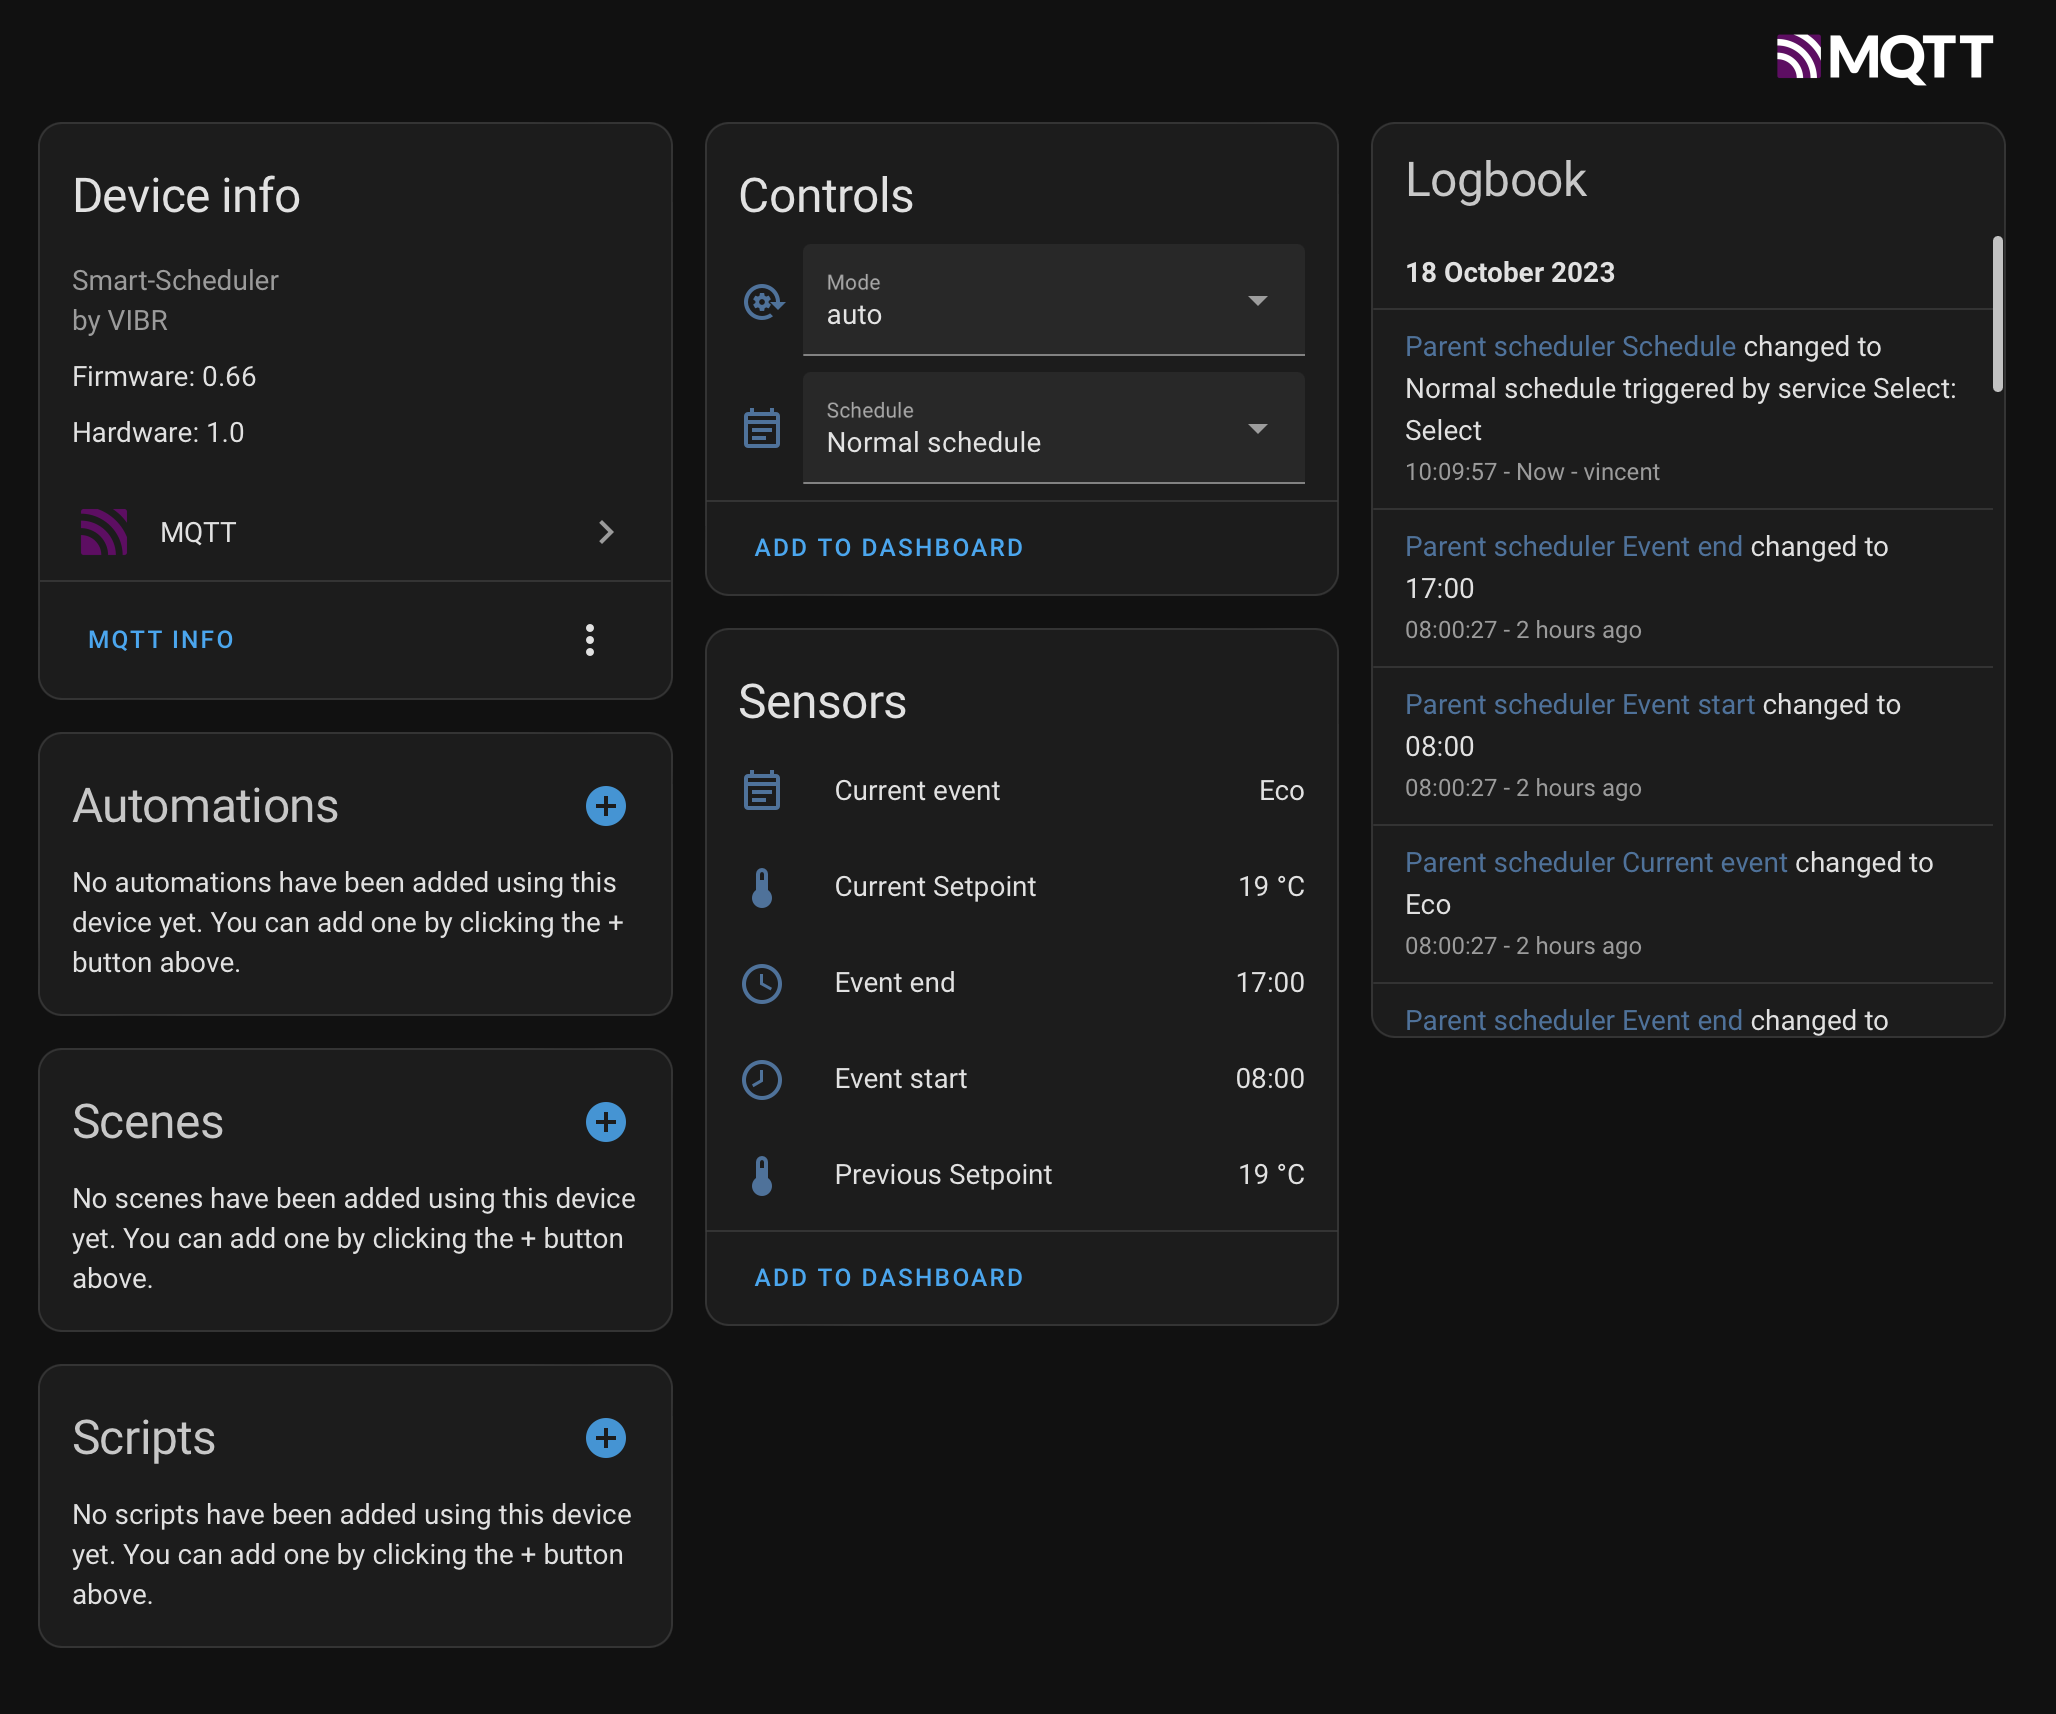 MQTT
Device info
Smart-Scheduler
by VIBR
Firmware: 0.66
Hardware: 1.0
MQTT
MQTT INFO
Automations
No automations have been added using this
device yet. You can add one by clicking the +
button above.
Scenes
No scenes have been added using this device
yet. You can add one by clicking the + button
above.
Scripts
No scripts have been added using this device
yet. You can add one by clicking the + button
above.
Controls
Mode
auto
Schedule
Normal schedule
ADD TO DASHBOARD
Sensors
Current event Eco
Current Setpoint 19 °C
Event end 17:00
Event start 08:00
Previous Setpoint 19 °C
ADD TO DASHBOARD
Logbook
18 October 2023
Parent scheduler Schedule changed to
Normal schedule triggered by service Select:
Select
10:09:57 - Now - vincent
Parent scheduler Event end changed to
17:00
08:00:27 - 2 hours ago
Parent scheduler Event start changed to
08:00
08:00:27 - 2 hours ago
Parent scheduler Current event changed to
Eco
08:00:27 - 2 hours ago
Parent scheduler Event end changed to